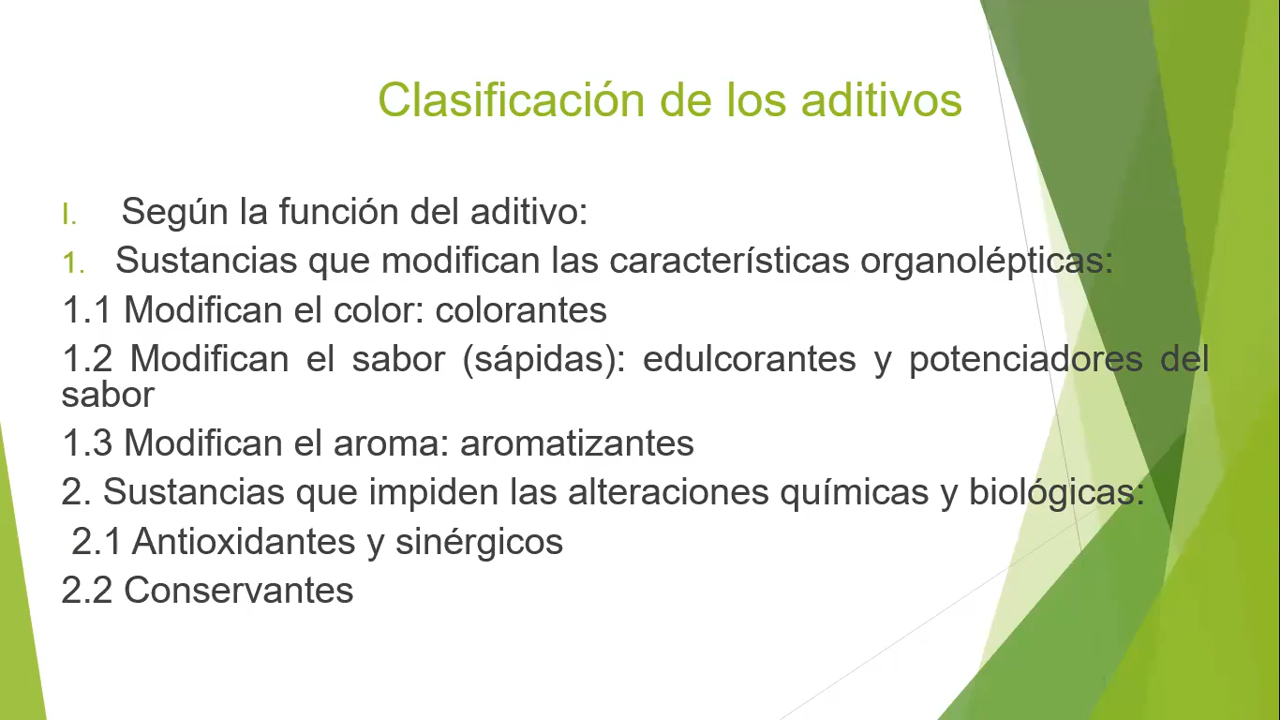 Clasificación de los aditivos
I. Según la función del aditivo:
1. Sustancias que modifican las características organolépticas:
1.1 Modifican el color: colorantes
1.2 Modifican el sabor (sápidas): edulcorantes y potenciadores del
sabor
1.3 Modifican el aroma: aromatizantes
2. Sustancias que impiden las alteraciones químicas y biológicas:
2.1 Antioxidantes y sinérgicos
2.2 Conservantes